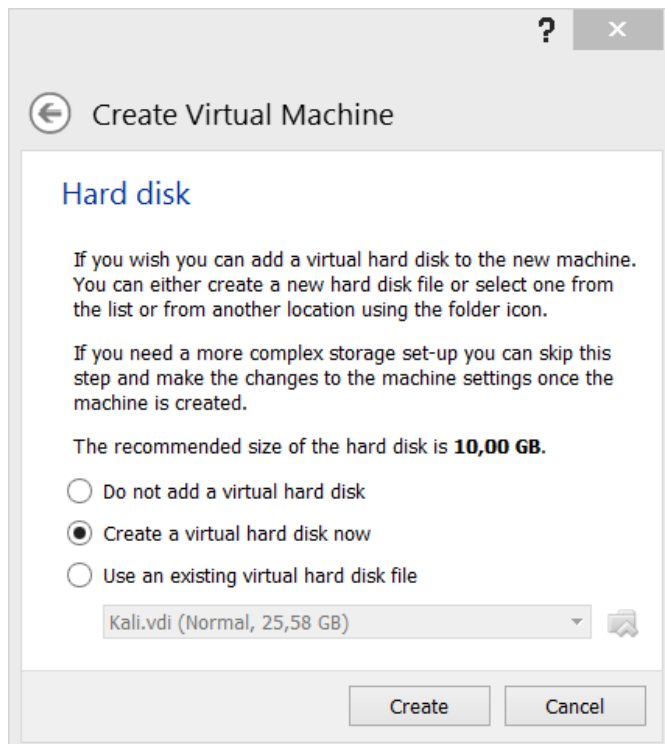 ?
×
Create Virtual Machine
Hard disk
If you wish you can add a virtual hard disk to the new machine.
You can either create a new hard disk file or select one from
the list or from another location using the folder icon.
If you need a more complex storage set-up you can skip this
step and make the changes to the machine settings once the
machine is created.
The recommended size of the hard disk is 10,00 GB.
Do not add a virtual hard disk
Create a virtual hard disk now
Use an existing virtual hard disk file
Kali.vdi (Normal, 25,58 GB)
Create Cancel